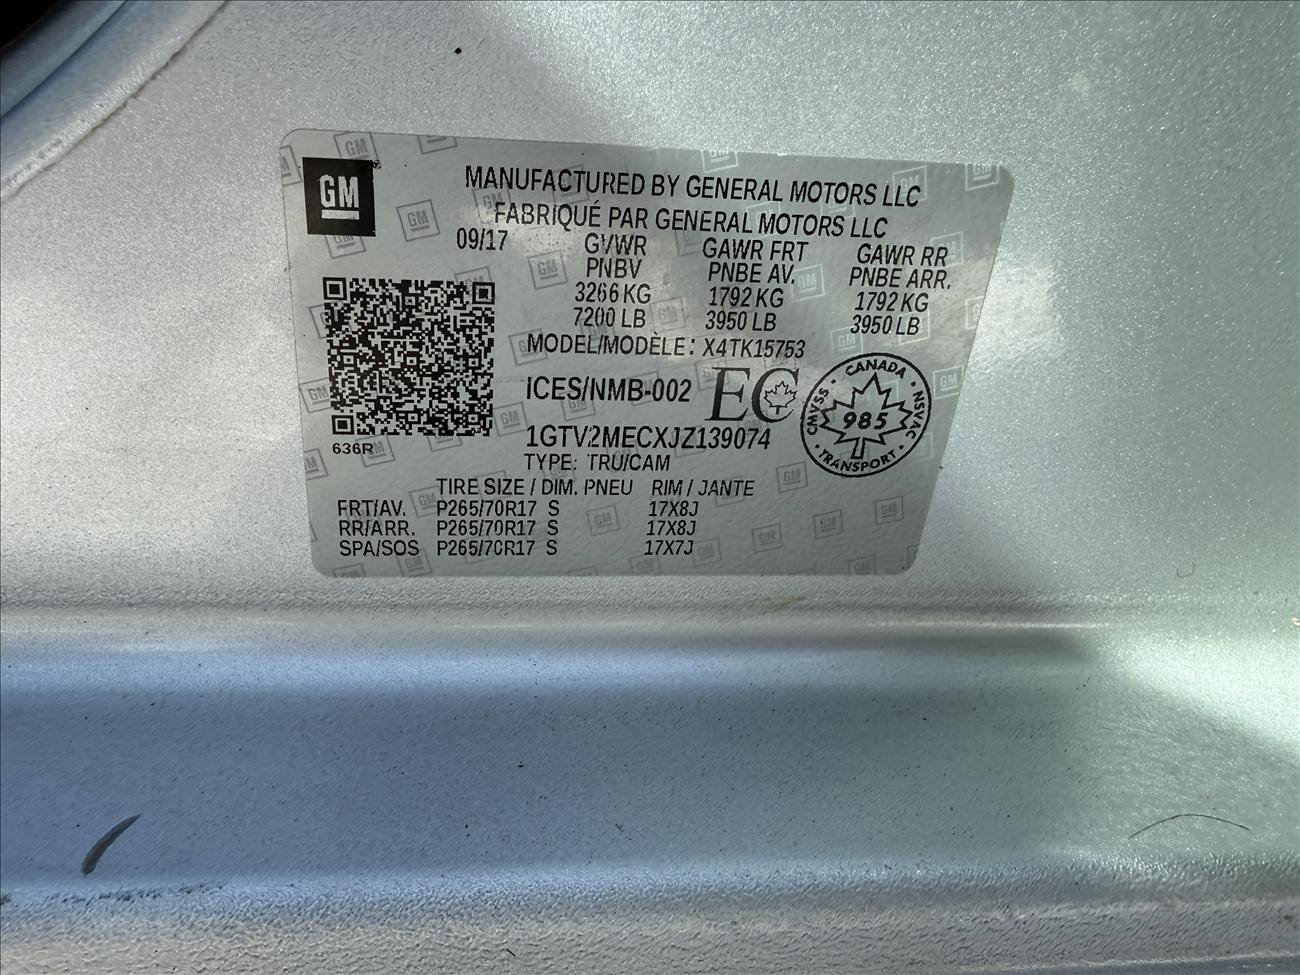 GM
MANUFACTURED BY GENERAL MOTORS LLC
FABRIQUÉ PAR GENERAL MOTORS LLC
09/17 GVWR GAWR FRT GAWR RR
PNBV PNBE AV. PNBE ARR.
3266 KG 1792 KG 1792 KG
7200 LB 3950 LB 3950 LB
MODEL/MODÈLE: X4TK15753
ICES/NMB-002 EC
CANADA
CMVSS 985 NSVAC
TRANSPORT
1GTV2MECXJZ139074
636R
TYPE: TRU/CAM
TIRE SIZE / DIM. PNEU RIM / JANTE
FRT/AV. P265/70R17 S 17X8J
RR/ARR. P265/70R17 S 17X8J
SPA/SOS P265/70R17 S 17X7J